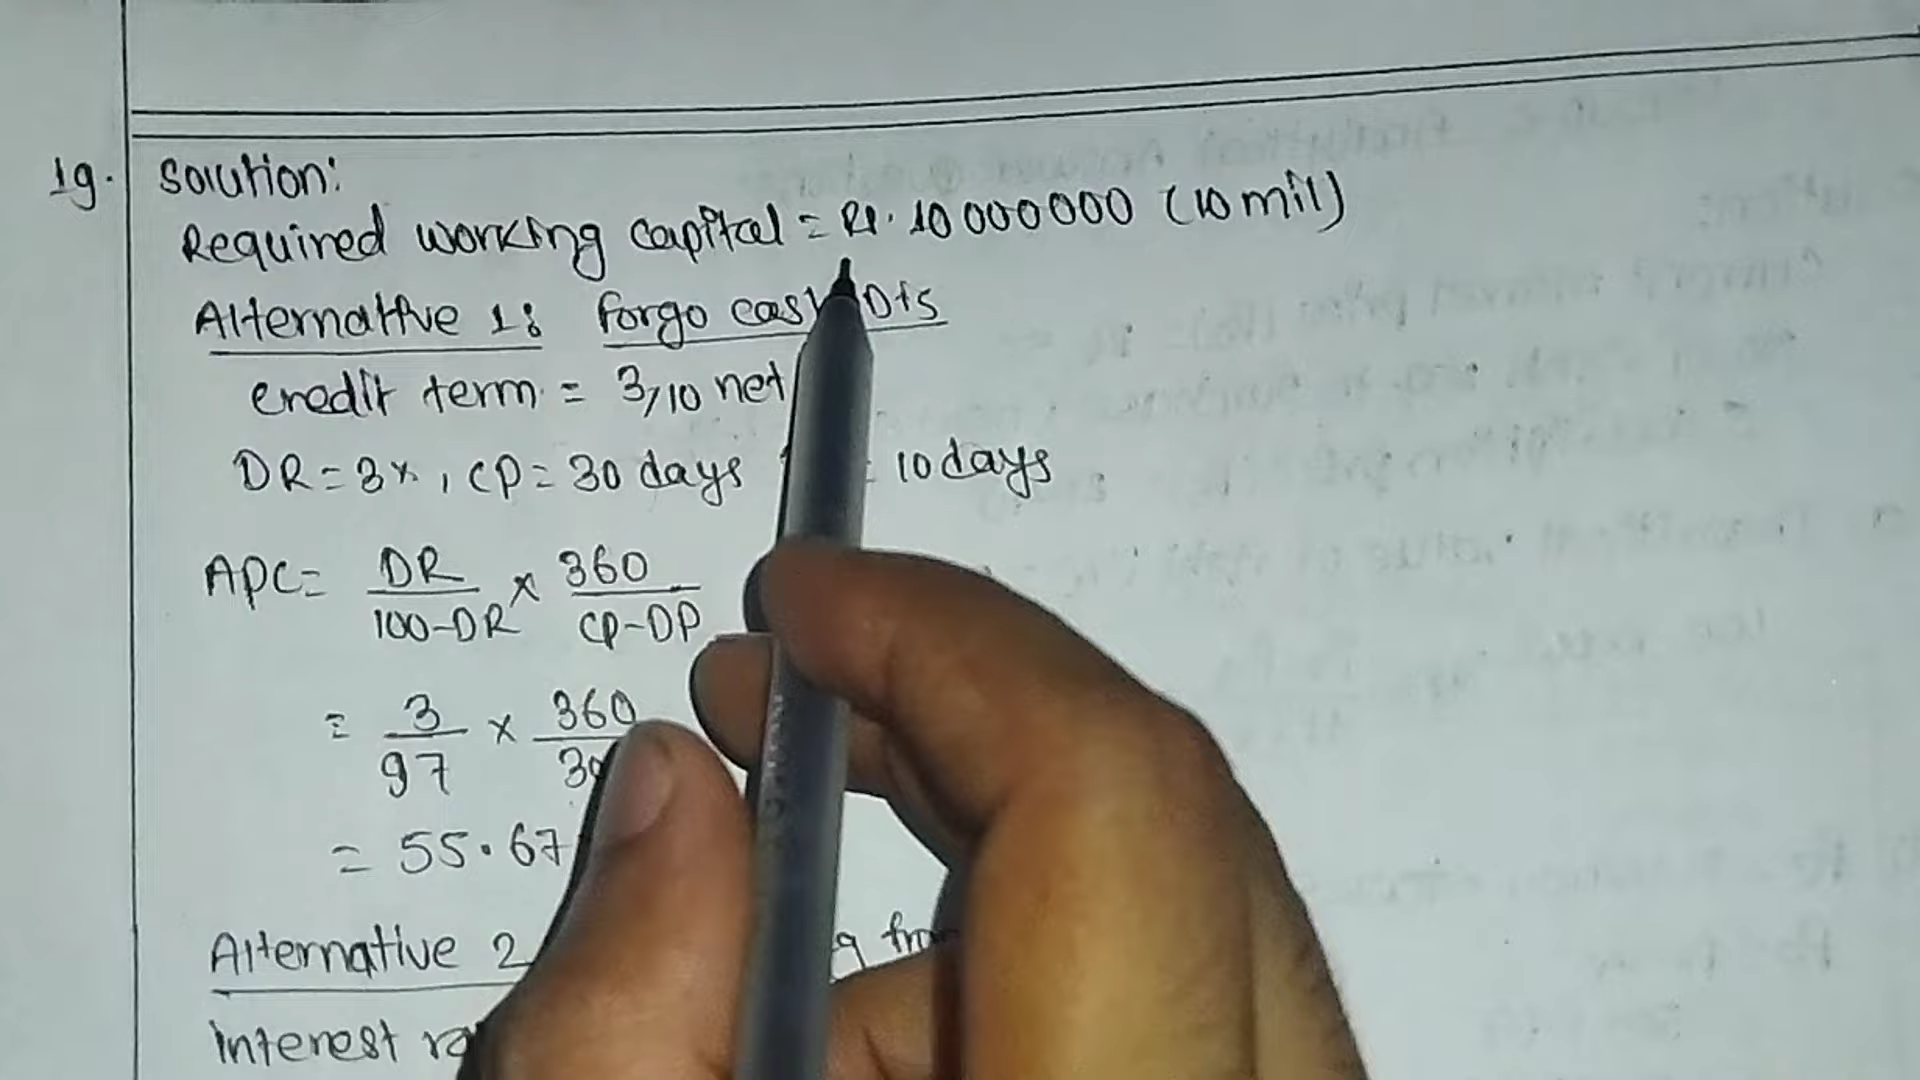 19. Solution:
Required working capital = Rs. 10000000 (10 mil)
Alternative 1: forgo cash Dis
credit term = 3/10 net
DR = 3%, CP = 30 days = 10 days
APC = DR/100-DR × 360/CP-DP
= 3/97 × 360/30
= 55.67
Alternative 2 from
interest